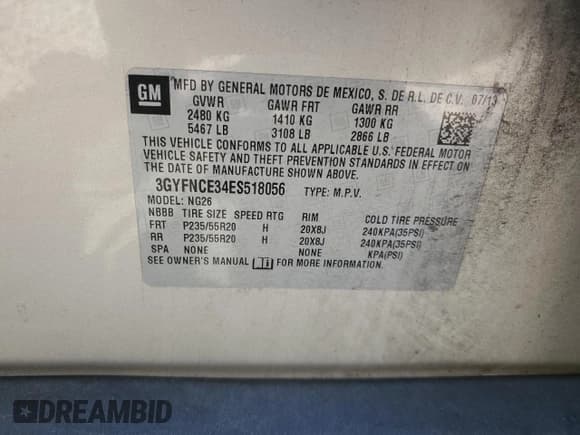 GM
MFD BY GENERAL MOTORS DE MEXICO, S. DE R.L. DE C.V. 07/13
GVWR GAWR FRT GAWR RR
2480 KG 1410 KG 1300 KG
5467 LB 3108 LB 2866 LB
THIS VEHICLE CONFORMS TO ALL APPLICABLE U.S. FEDERAL MOTOR
VEHICLE SAFETY AND THEFT PREVENTION STANDARDS IN EFFECT ON
THE DATE OF MANUFACTURE SHOWN ABOVE.
3GYFNCE34ES518056 TYPE: M.P.V.
MODEL: NG26
NBBB TIRE SIZE SPEED RTG RIM COLD TIRE PRESSURE
FRT P235/55R20 H 20X8J 240KPA(35PSI)
RR P235/55R20 H 20X8J 240KPA(35PSI)
SPA NONE NONE KPA(PSI)
SEE OWNER'S MANUAL FOR MORE INFORMATION.
DREAMBID